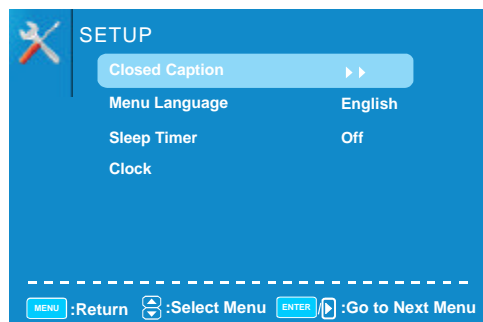 SETUP
Closed Caption
Menu Language English
Sleep Timer Off
Clock
MENU :Return :Select Menu ENTER / :Go to Next Menu